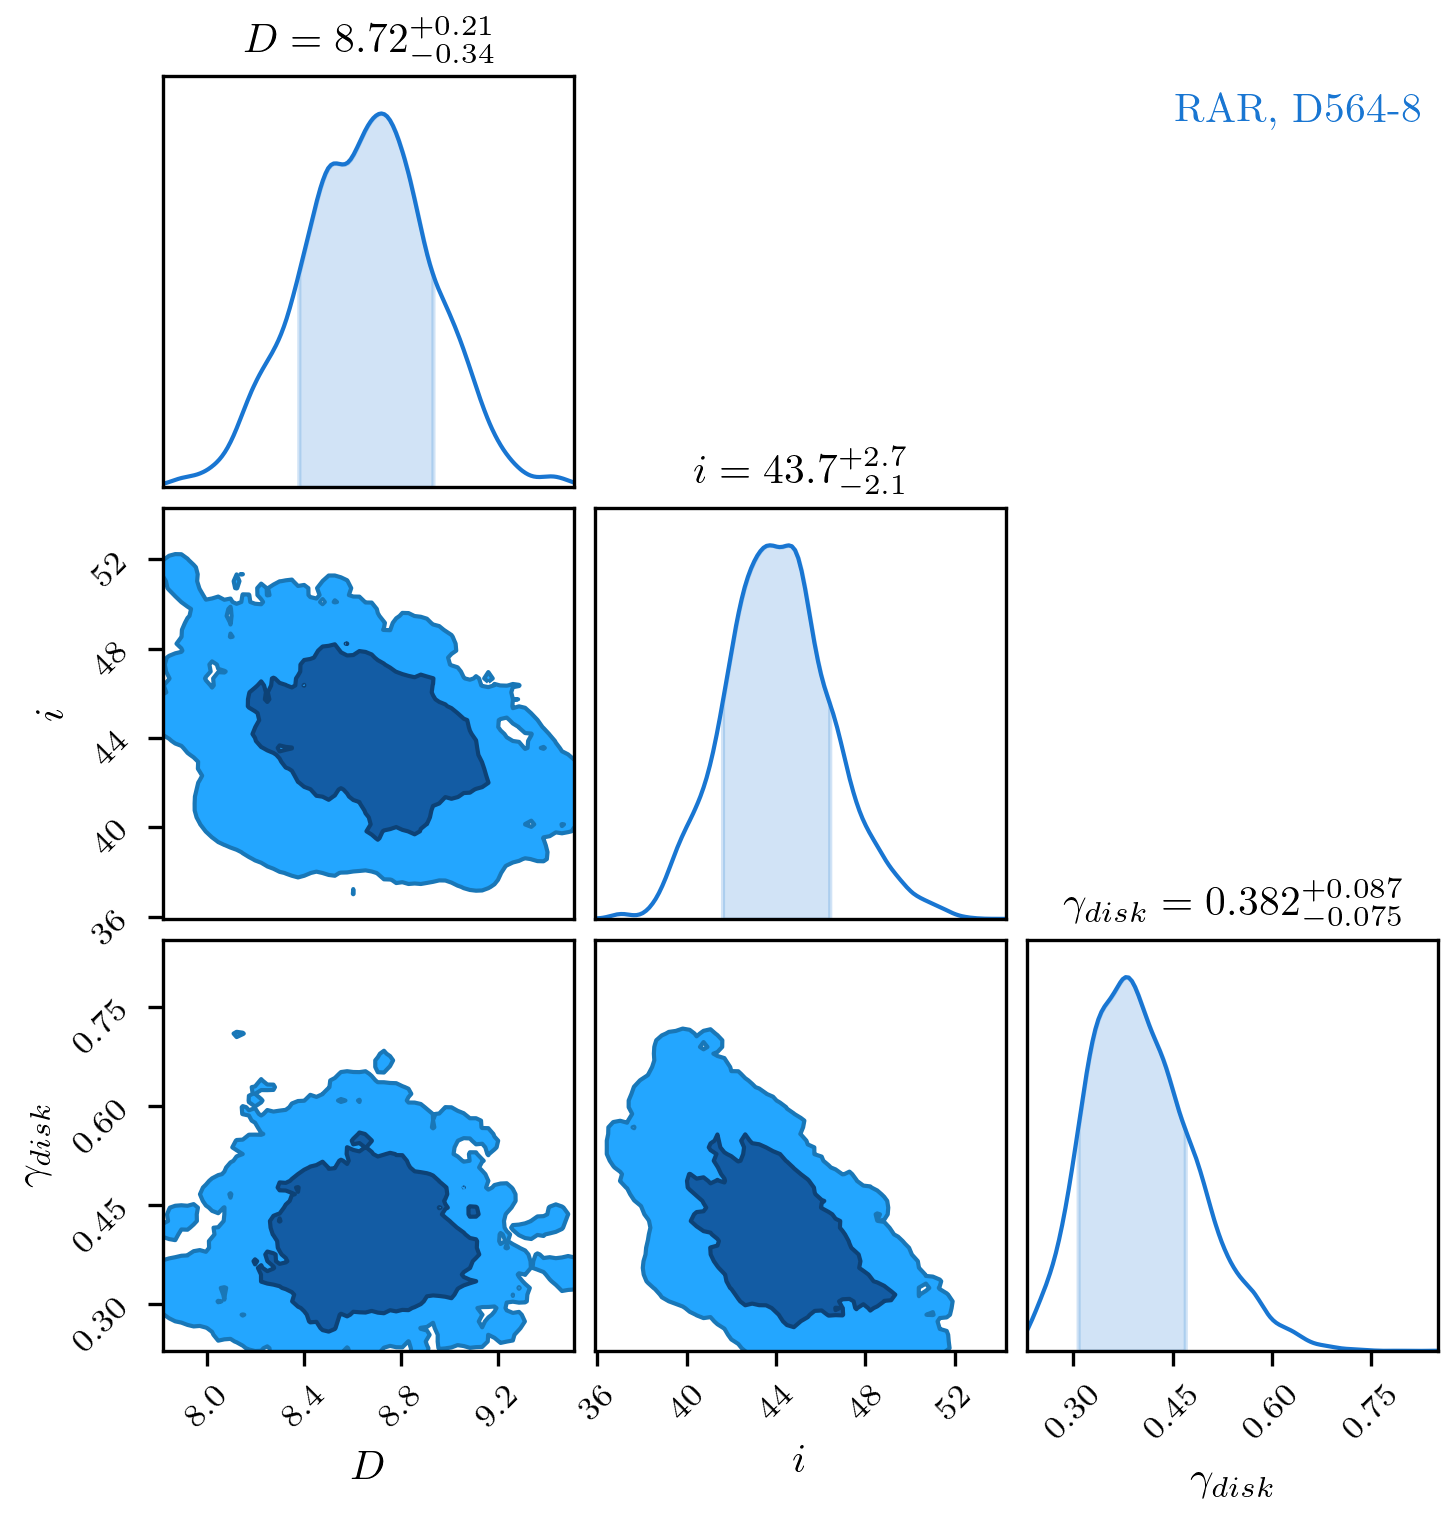 D = 8.72^{+0.21}_{-0.34}
RAR, D564-8
i = 43.7^{+2.7}_{-2.1}
52
48
44
40
36
i
γ_{disk} = 0.382^{+0.087}_{-0.075}
0.75
0.60
0.45
0.30
γ_{disk}
8.0 8.4 8.8 9.2
D
36 40 44 48 52
i
0.30 0.45 0.60 0.75
γ_{disk}